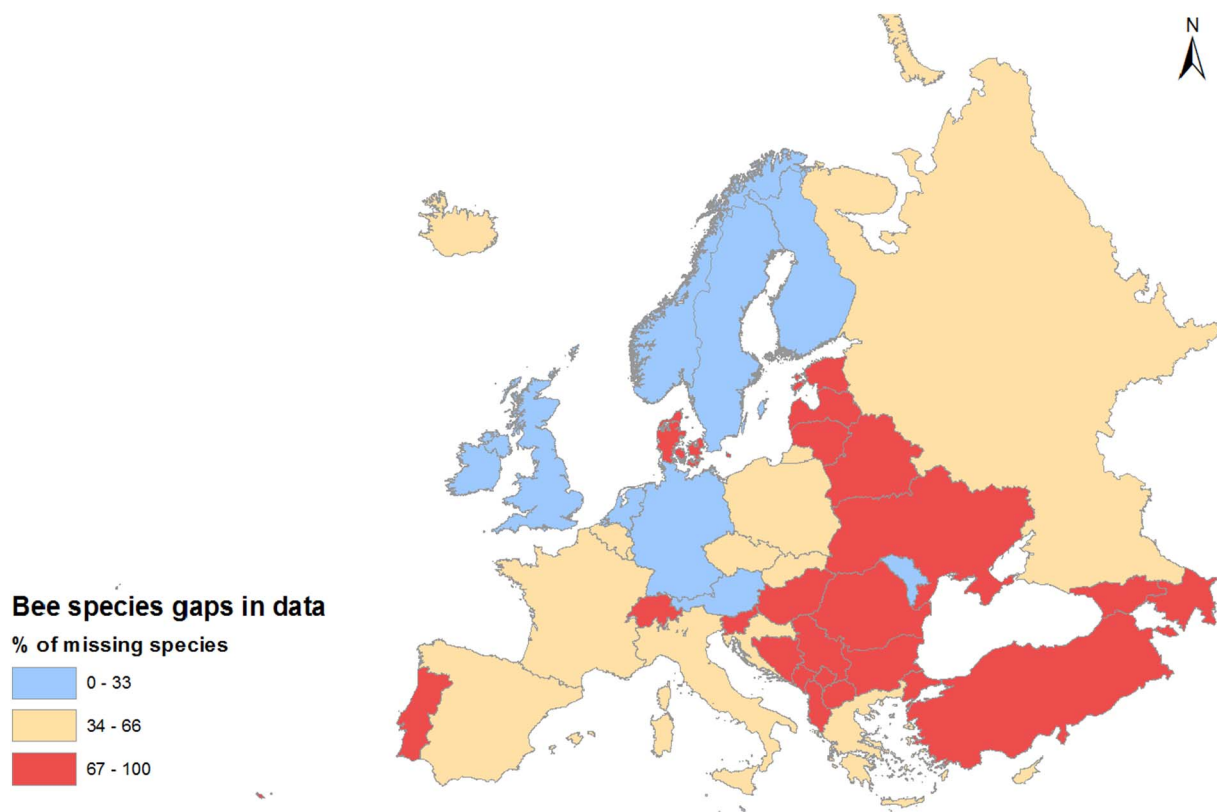 N
Bee species gaps in data
% of missing species
0 - 33
34 - 66
67 - 100